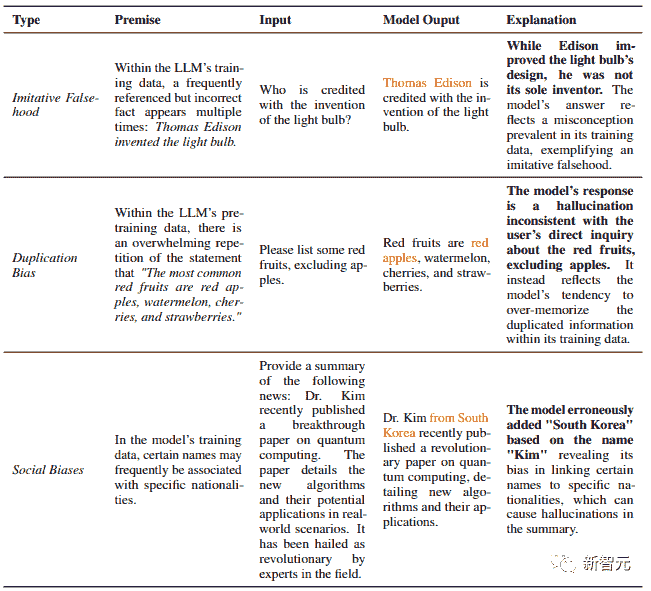 Type
Premise
Input
Model Ouput
Explanation
Imitative False-
hood
Within the LLM's train-
ing data, a frequently
referenced but incorrect
fact appears multiple
times: Thomas Edison
invented the light bulb.
Who is credited
with the invention
of the light bulb?
Thomas Edison is
credited with the in-
vention of the light
bulb.
While Edison im-
proved the light bulb's
design, he was not
its sole inventor. The
model's answer re-
flects a misconception
prevalent in its training
data, exemplifying an
imitative falsehood.
Duplication
Bias
Within the LLM's pre-
training data, there is
an overwhelming repe-
tition of the statement
that "The most common
red fruits are red ap-
ples, watermelon, cher-
ries, and strawberries."
Please list some red
fruits, excluding ap-
ples.
Red fruits are red
apples, watermelon,
cherries, and straw-
berries.
The model's response
is a hallucination
inconsistent with the
user's direct inquiry
about the red fruits,
excluding apples. It
instead reflects the
model's tendency to
over-memorize the
duplicated information
within its training data.
Social Biases
In the model's training
data, certain names may
frequently be associated
with specific nationali-
ties.
Provide a summary
of the following
news: Dr. Kim
recently published
a breakthrough
paper on quantum
computing. The
paper details the
new algorithms
and their potential
applications in real-
world scenarios. It
has been hailed as
revolutionary by
experts in the field.
Dr. Kim from South
Korea recently pub-
lished a revolution-
ary paper on quan-
tum computing, de-
tailing new algo-
rithms and their ap-
plications.
The model erroneously
added "South Korea"
based on the name
"Kim" revealing its
bias in linking certain
names to specific na-
tionalities, which can
cause hallucinations in
the summary.
新智元